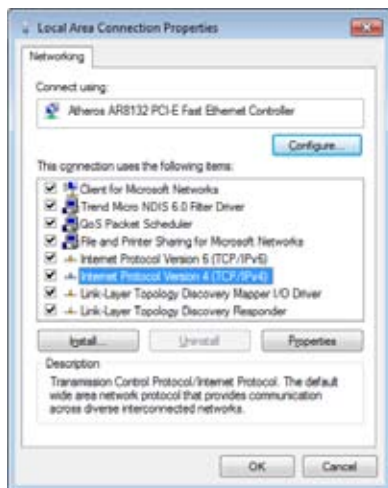 Local Area Connection Properties
Networking
Connect using:
Atheros AR8132 PCI-E Fast Ethernet Controller
Configure...
This connection uses the following items:
Client for Microsoft Networks
Trend Micro NDIS 6.0 Filter Driver
QoS Packet Scheduler
File and Printer Sharing for Microsoft Networks
Internet Protocol Version 6 (TCP/IPv6)
Internet Protocol Version 4 (TCP/IPv4)
Link-Layer Topology Discovery Mapper I/O Driver
Link-Layer Topology Discovery Responder
Install...
Uninstall
Properties
Description
Transmission Control Protocol/Internet Protocol. The default
wide area network protocol that provides communication
across diverse interconnected networks.
OK
Cancel